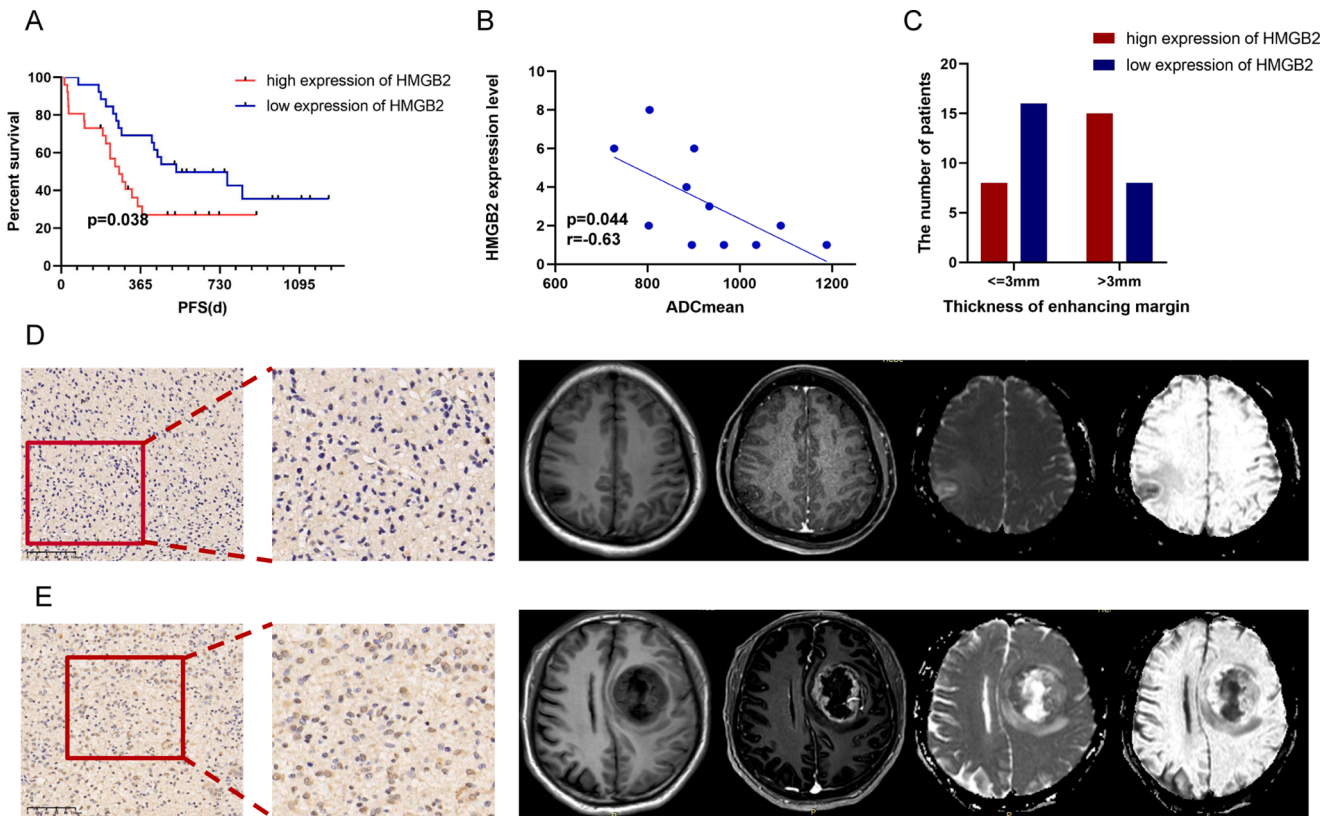 A
high expression of HMGB2
low expression of HMGB2
Percent survival
100
80
60
40
20
0
p=0.038
0
365
730
1095
PFS(d)
B
HMGB2 expression level
10
8
6
4
2
0
p=0.044
r=-0.63
600
800
1000
1200
ADCmean
C
hign expression of HMGB2
low expression of HMGB2
The number of patients
20
15
10
5
0
<=3mm
>3mm
Thickness of enhancing margin
D
E